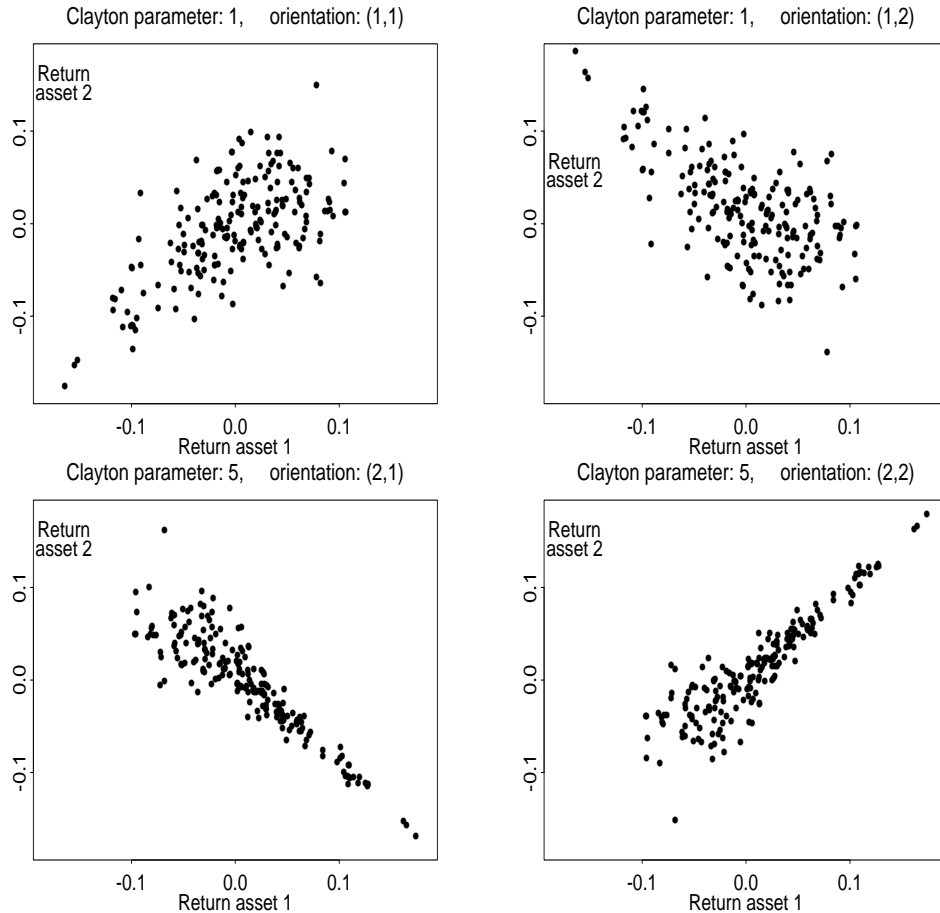 Clayton parameter: 1, orientation: (1,1)
Return
asset 2
0.1
0.0
-0.1
-0.1 0.0 0.1
Return asset 1
Clayton parameter: 1, orientation: (1,2)
Return
asset 2
0.1
0.0
-0.1
-0.1 0.0 0.1
Return asset 1
Clayton parameter: 5, orientation: (2,1)
Return
asset 2
0.1
0.0
-0.1
-0.1 0.0 0.1
Return asset 1
Clayton parameter: 5, orientation: (2,2)
Return
asset 2
0.1
0.0
-0.1
-0.1 0.0 0.1
Return asset 1